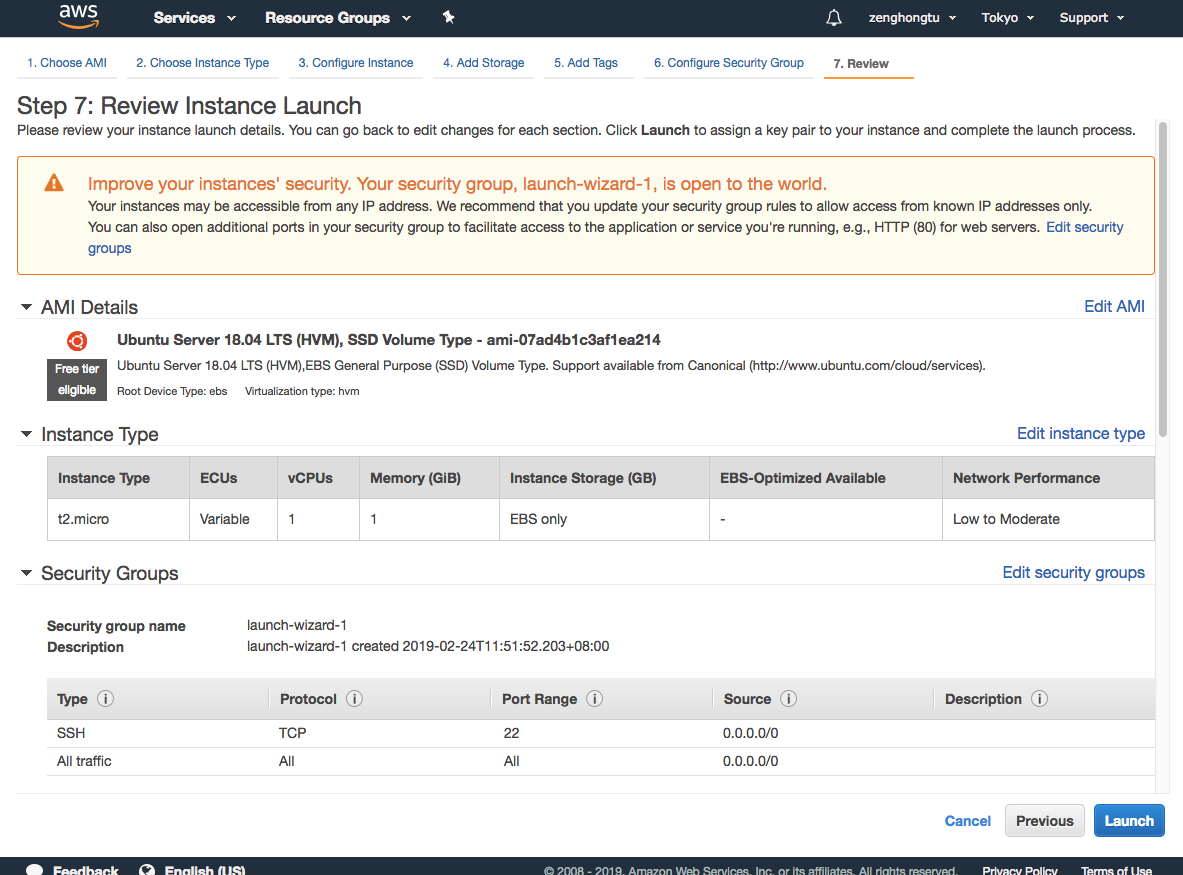 aws Services Resource Groups zenghongtu Tokyo Support
1. Choose AMI 2. Choose Instance Type 3. Configure Instance 4. Add Storage 5. Add Tags 6. Configure Security Group 7. Review
Step 7: Review Instance Launch
Please review your instance launch details. You can go back to edit changes for each section. Click Launch to assign a key pair to your instance and complete the launch process.
Improve your instances' security. Your security group, launch-wizard-1, is open to the world.
Your instances may be accessible from any IP address. We recommend that you update your security group rules to allow access from known IP addresses only.
You can also open additional ports in your security group to facilitate access to the application or service you're running, e.g., HTTP (80) for web servers. Edit security
groups
AMI Details Edit AMI
Ubuntu Server 18.04 LTS (HVM), SSD Volume Type - ami-07ad4b1c3af1ea214
Free tier
eligible
Ubuntu Server 18.04 LTS (HVM),EBS General Purpose (SSD) Volume Type. Support available from Canonical (http://www.ubuntu.com/cloud/services).
Root Device Type: ebs Virtualization type: hvm
Instance Type Edit instance type
Instance Type ECUs vCPUs Memory (GiB) Instance Storage (GB) EBS-Optimized Available Network Performance
t2.micro Variable 1 1 EBS only - Low to Moderate
Security Groups Edit security groups
Security group name launch-wizard-1
Description launch-wizard-1 created 2019-02-24T11:51:52.203+08:00
Type i Protocol i Port Range i Source i Description i
SSH TCP 22 0.0.0.0/0
All traffic All All 0.0.0.0/0
Cancel Previous Launch
Feedback English (US) © 2008 - 2019, Amazon Web Services, Inc. or its affiliates. All rights reserved. Privacy Policy Terms of Use